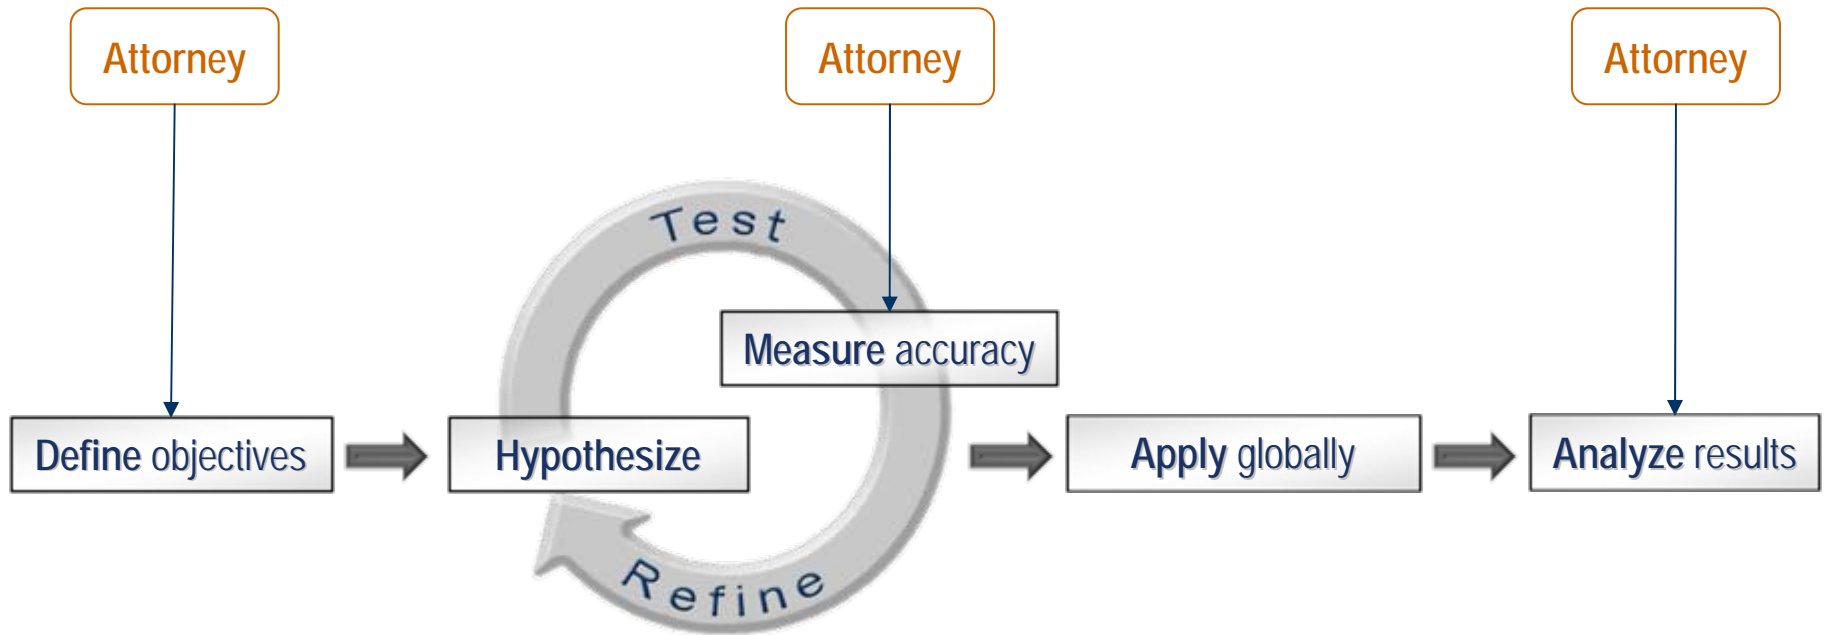 Attorney
Attorney
Attorney
Test
Measure accuracy
Define objectives
Hypothesize
Apply globally
Analyze results
Refine